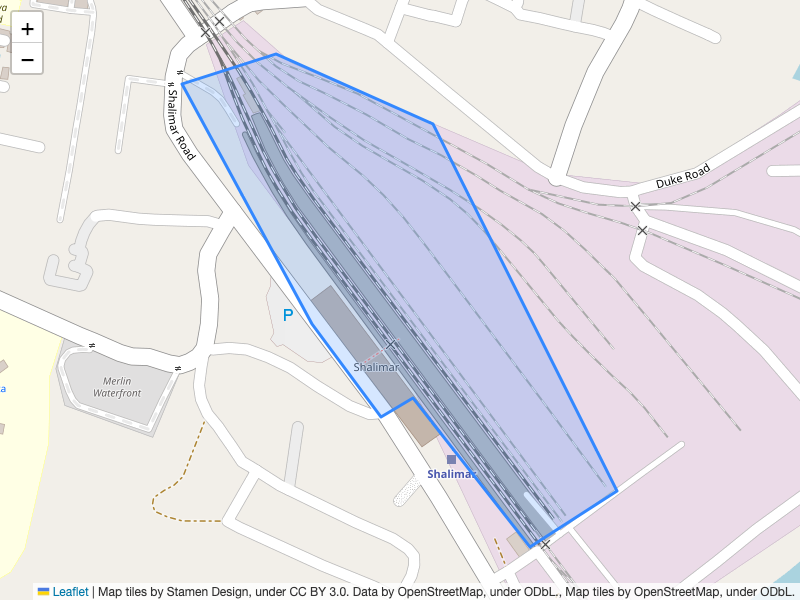 +
−
Shalimar Road
Duke Road
P
Shalimar
Merlin
Waterfront
Shalimar
Leaflet | Map tiles by Stamen Design, under CC BY 3.0. Data by OpenStreetMap, under ODbL., Map tiles by OpenStreetMap, under ODbL.